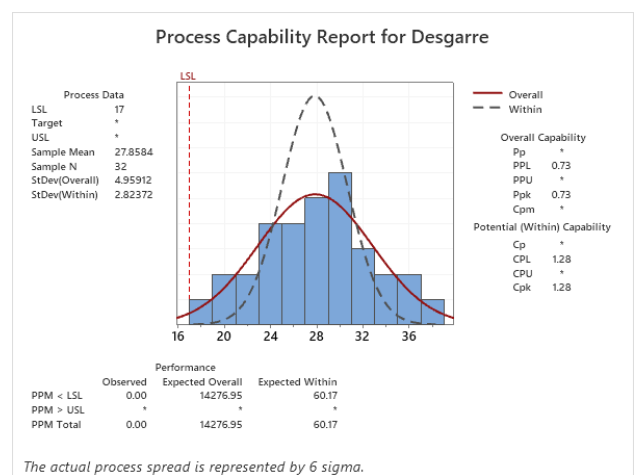 Process Capability Report for Desgarre
LSL
Process Data
LSL 17
Target *
USL *
Sample Mean 27.8584
Sample N 32
StDev(Overall) 4.95912
StDev(Within) 2.82372
Overall
Within
Overall Capability
Pp *
PPL 0.73
PPU *
Ppk 0.73
Cpm *
Potential (Within) Capability
Cp *
CPL 1.28
CPU *
Cpk 1.28
16 20 24 28 32 36
Performance
Observed Expected Overall Expected Within
PPM < LSL 0.00 14276.95 60.17
PPM > USL * * *
PPM Total 0.00 14276.95 60.17
The actual process spread is represented by 6 sigma.